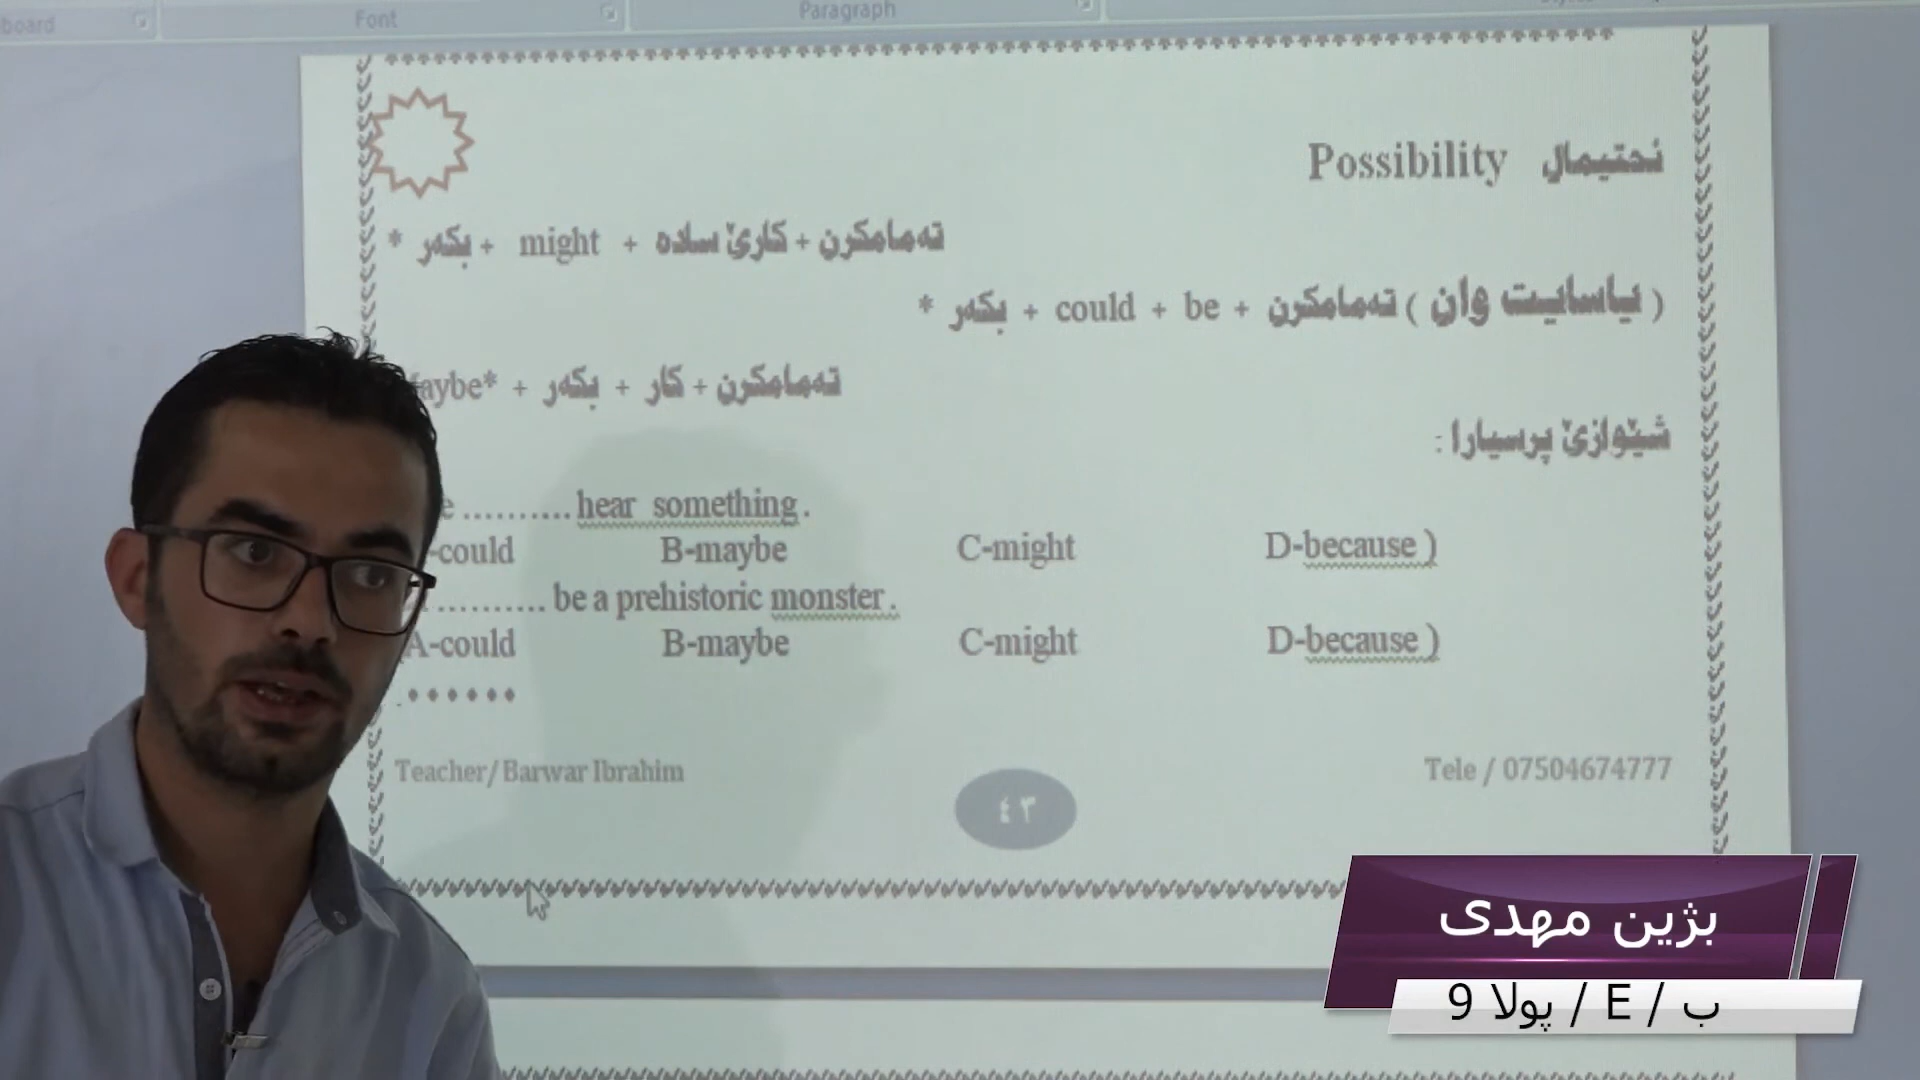 board Font Paragraph
Possibility ئحتیمال
* بکەر + might + کارێ سادە + تەمامکرن
* بکەر + could + be + تەمامکرن ( یاسایێت وان )
aybe* + بکەر + کار + تەمامکرن
شێوازێ پرسیارا :
e .......... hear something.
-could B-maybe C-might D-because )
.......... be a prehistoric monster .
A-could B-maybe C-might D-because )
Teacher/ Barwar Ibrahim
Tele / 07504674777
٤٣
بژین مهدی
ب / E / پولا 9